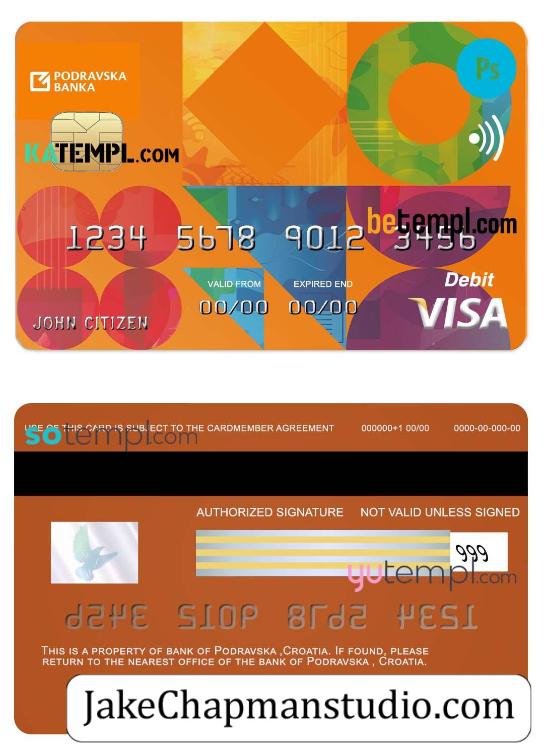 PODRAVSKA
BANKA
Ps
KATEMPL.COM
betempl.com
1234 5678 9012 3456
VALID FROM EXPIRED END
00/00 00/00
JOHN CITIZEN
Debit
VISA
USE OF THIS CARD IS SUBJECT TO THE CARDMEMBER AGREEMENT 000000+1 00/00 0000-00-000-00
sotempl.com
AUTHORIZED SIGNATURE NOT VALID UNLESS SIGNED
999
yutempl.com
THIS IS A PROPERTY OF BANK OF PODRAVSKA ,CROATIA. IF FOUND, PLEASE
RETURN TO THE NEAREST OFFICE OF THE BANK OF PODRAVSKA , CROATIA.
JakeChapmanstudio.com